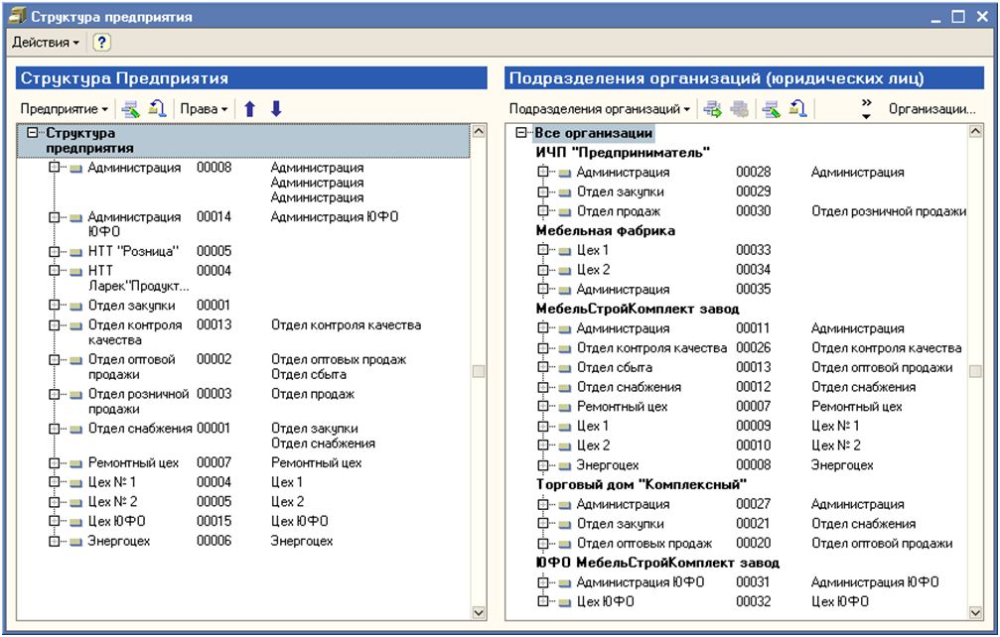 Структура предприятия
Действия
?
Структура Предприятия
Предприятие
Права
Структура
предприятия
Администрация 00008 Администрация
Администрация
Администрация
Администрация 00014 Администрация ЮФО
ЮФО
НТТ "Розница" 00005
НТТ 00004
Ларек"Продукт...
Отдел закупки 00001
Отдел контроля 00013 Отдел контроля качества
качества
Отдел оптовой 00002 Отдел оптовых продаж
продажи Отдел сбыта
Отдел розничной 00003 Отдел продаж
продажи
Отдел снабжения 00001 Отдел закупки
Отдел снабжения
Ремонтный цех 00007 Ремонтный цех
Цех № 1 00004 Цех 1
Цех № 2 00005 Цех 2
Цех ЮФО 00015 Цех ЮФО
Энергоцех 00006 Энергоцех
Подразделения организаций (юридических лиц)
Подразделения организаций
Организации...
Все организации
ИЧП "Предприниматель"
Администрация 00028 Администрация
Отдел закупки 00029
Отдел продаж 00030 Отдел розничной продажи
Мебельная фабрика
Цех 1 00033
Цех 2 00034
Администрация 00035
МебельСтройКомплект завод
Администрация 00011 Администрация
Отдел контроля качества 00026 Отдел контроля качества
Отдел сбыта 00013 Отдел оптовой продажи
Отдел снабжения 00012 Отдел снабжения
Ремонтный цех 00007 Ремонтный цех
Цех 1 00009 Цех № 1
Цех 2 00010 Цех № 2
Энергоцех 00008 Энергоцех
Торговый дом "Комплексный"
Администрация 00027 Администрация
Отдел закупки 00021 Отдел снабжения
Отдел оптовых продаж 00020 Отдел оптовой продажи
ЮФО МебельСтройКомплект завод
Администрация ЮФО 00031 Администрация ЮФО
Цех ЮФО 00032 Цех ЮФО